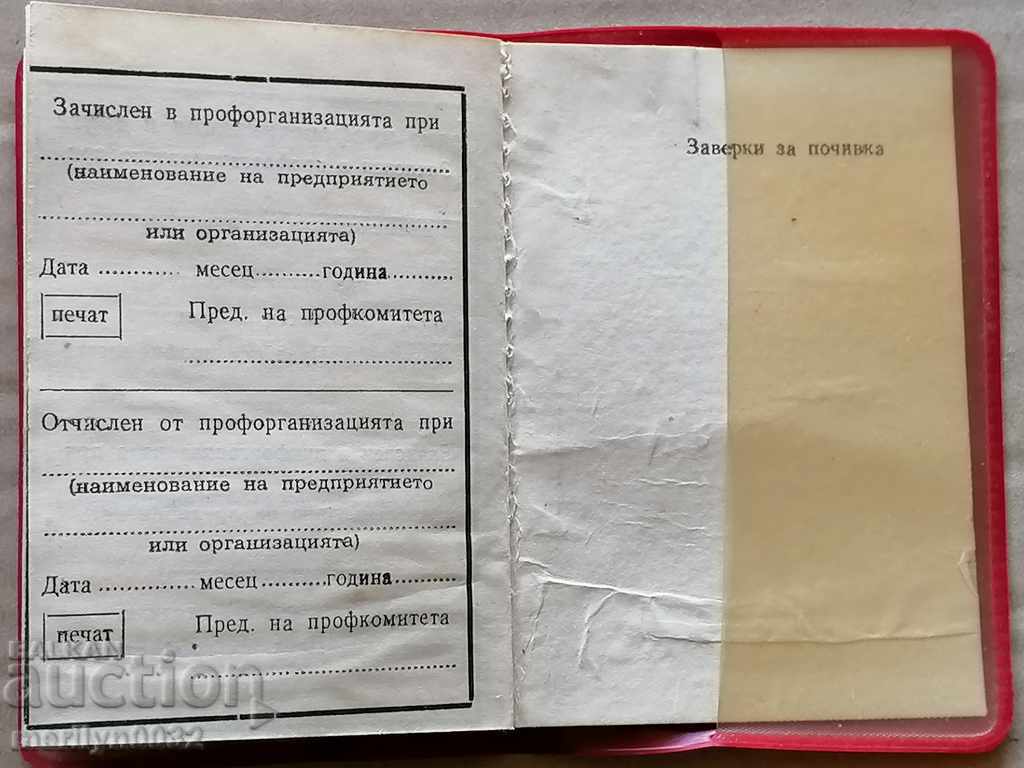 Зачислен в профорганизацията при
(наименование на предприятието
или организацията)
Дата ............ месец .......... година ..........
печат
Пред. на профкомитета
Отчислен от профорганизацията при
(наименование на предприятието
или организацията)
Дата ............ месец .......... година ..........
печат
Пред. на профкомитета
Заверки за почивка
BALKAN
auction
merilyn0032